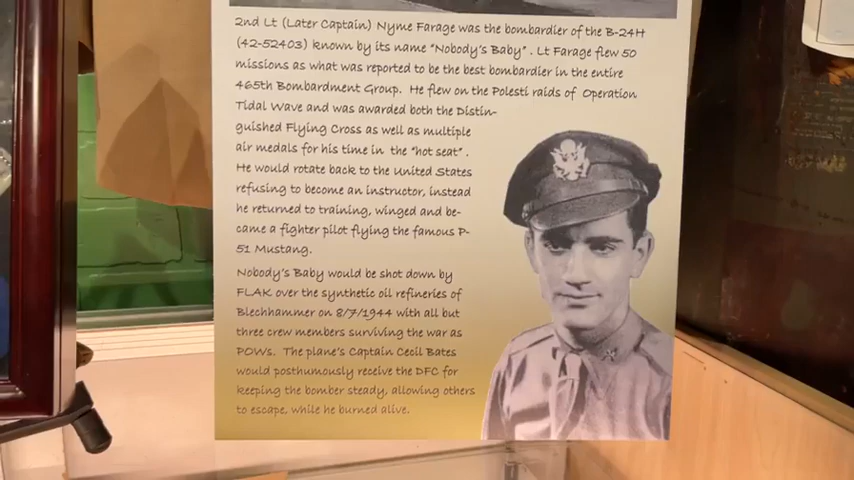 2nd Lt (Later Captain) Nyme Farage was the bombardier of the B-24H
(42-52403) known by its name "Nobody's Baby". Lt Farage flew 50
missions as what was reported to be the best bombardier in the entire
465th Bombardment Group. He flew on the Polesti raids of Operation
Tidal Wave and was awarded both the Distin-
guished Flying Cross as well as multiple
air medals for his time in the "hot seat".
He would rotate back to the United States
refusing to become an instructor, instead
he returned to training, winged and be-
came a fighter pilot flying the famous P-
51 Mustang.
Nobody's Baby would be shot down by
FLAK over the synthetic oil refineries of
Blechhammer on 8/7/1944 with all but
three crew members surviving the war as
POWs. The plane's Captain Cecil Bates
would posthumously receive the DFC for
keeping the bomber steady, allowing others
to escape, while he burned alive.